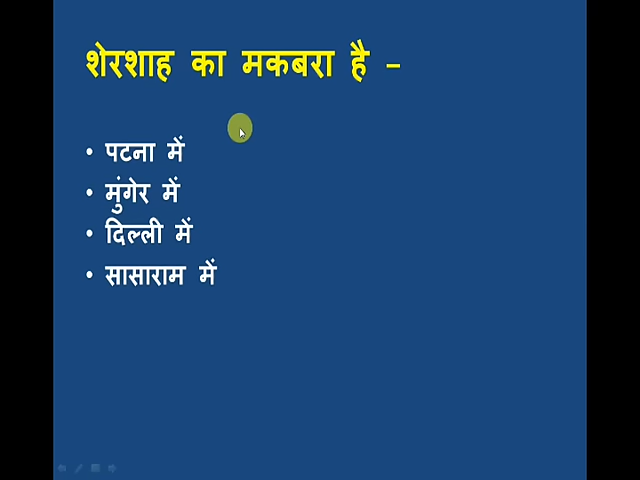 शेरशाह का मकबरा है –
• पटना में
• मुंगेर में
• दिल्ली में
• सासाराम में